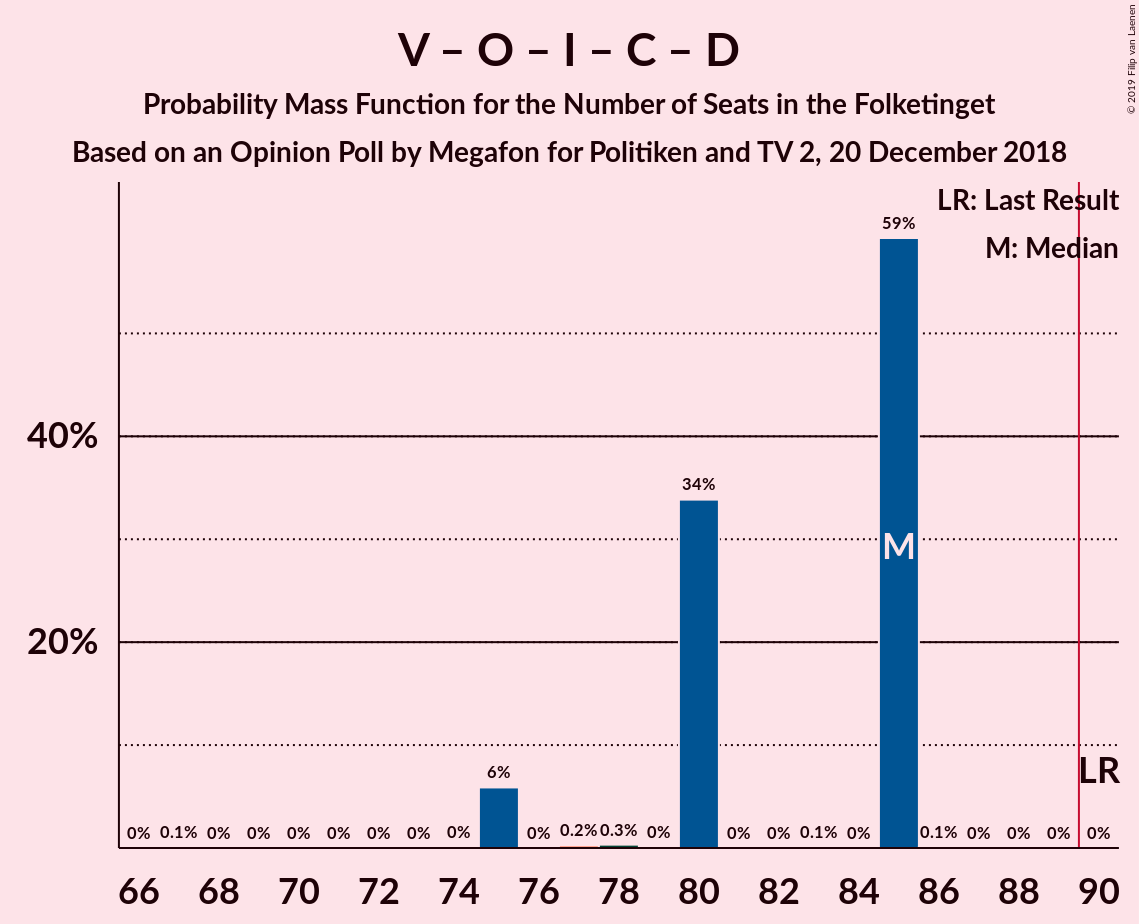 V – O – I – C – D
Probability Mass Function for the Number of Seats in the Folketinget
Based on an Opinion Poll by Megafon for Politiken and TV 2, 20 December 2018
© 2019 Filip van Laenen
LR: Last Result
M: Median
59%
40%
34%
M
20%
LR
0% 0.1% 0% 0% 0% 0% 0% 0% 0% 6% 0% 0.2% 0.3% 0% 0% 0% 0.1% 0% 0.1% 0% 0% 0% 0%
66 68 70 72 74 76 78 80 82 84 86 88 90